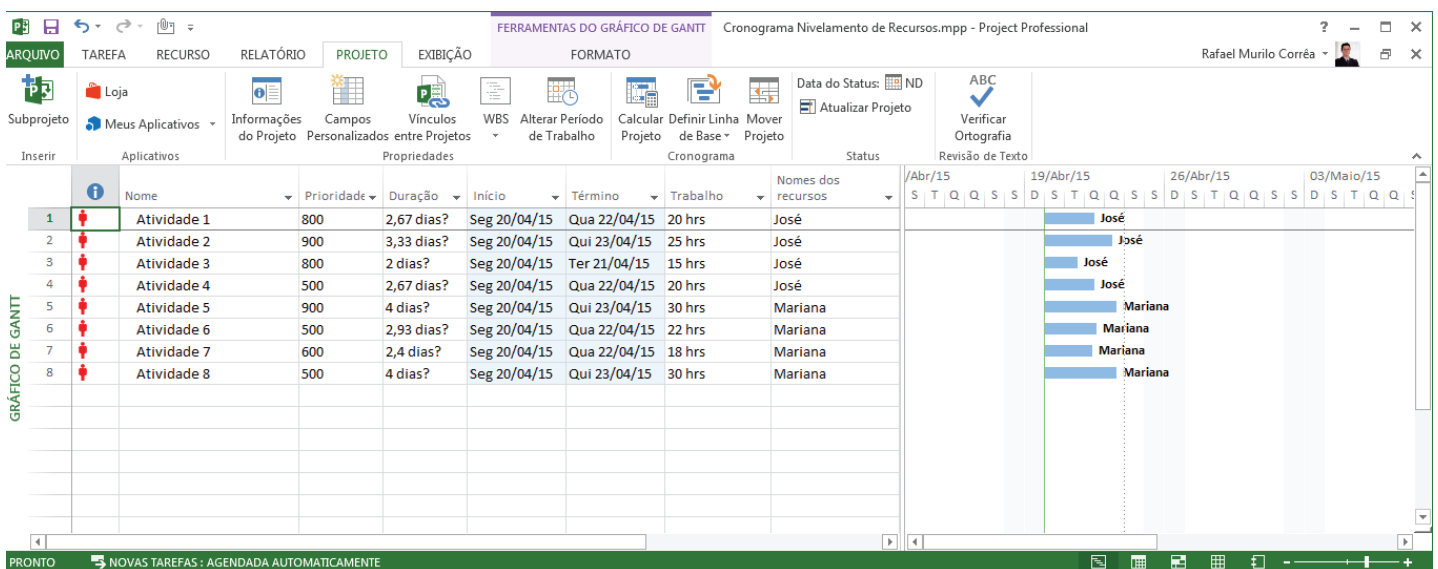 FERRAMENTAS DO GRÁFICO DE GANTT Cronograma Nivelamento de Recursos.mpp - Project Professional ?
ARQUIVO TAREFA RECURSO RELATÓRIO PROJETO EXIBIÇÃO FORMATO Rafael Murilo Corrêa
Subprojeto
Loja
Meus Aplicativos
Informações do Projeto
Campos Personalizados
Vínculos entre Projetos
WBS
Alterar Período de Trabalho
Calcular Projeto
Definir Linha de Base
Mover Projeto
Data do Status: ND
Atualizar Projeto
ABC
Verificar Ortografia
Inserir Aplicativos Propriedades Cronograma Status Revisão de Texto
Nome Prioridade Duração Início Término Trabalho Nomes dos recursos
/Abr/15 19/Abr/15 26/Abr/15 03/Maio/15
S T Q Q S S D S T Q Q S S D S T Q Q S S D S T Q Q
1 Atividade 1 800 2,67 dias? Seg 20/04/15 Qua 22/04/15 20 hrs José José
2 Atividade 2 900 3,33 dias? Seg 20/04/15 Qui 23/04/15 25 hrs José José
3 Atividade 3 800 2 dias? Seg 20/04/15 Ter 21/04/15 15 hrs José José
4 Atividade 4 500 2,67 dias? Seg 20/04/15 Qua 22/04/15 20 hrs José José
5 Atividade 5 900 4 dias? Seg 20/04/15 Qui 23/04/15 30 hrs Mariana Mariana
6 Atividade 6 500 2,93 dias? Seg 20/04/15 Qua 22/04/15 22 hrs Mariana Mariana
7 Atividade 7 600 2,4 dias? Seg 20/04/15 Qua 22/04/15 18 hrs Mariana Mariana
8 Atividade 8 500 4 dias? Seg 20/04/15 Qui 23/04/15 30 hrs Mariana Mariana
GRÁFICO DE GANTT
PRONTO NOVAS TAREFAS : AGENDADA AUTOMATICAMENTE